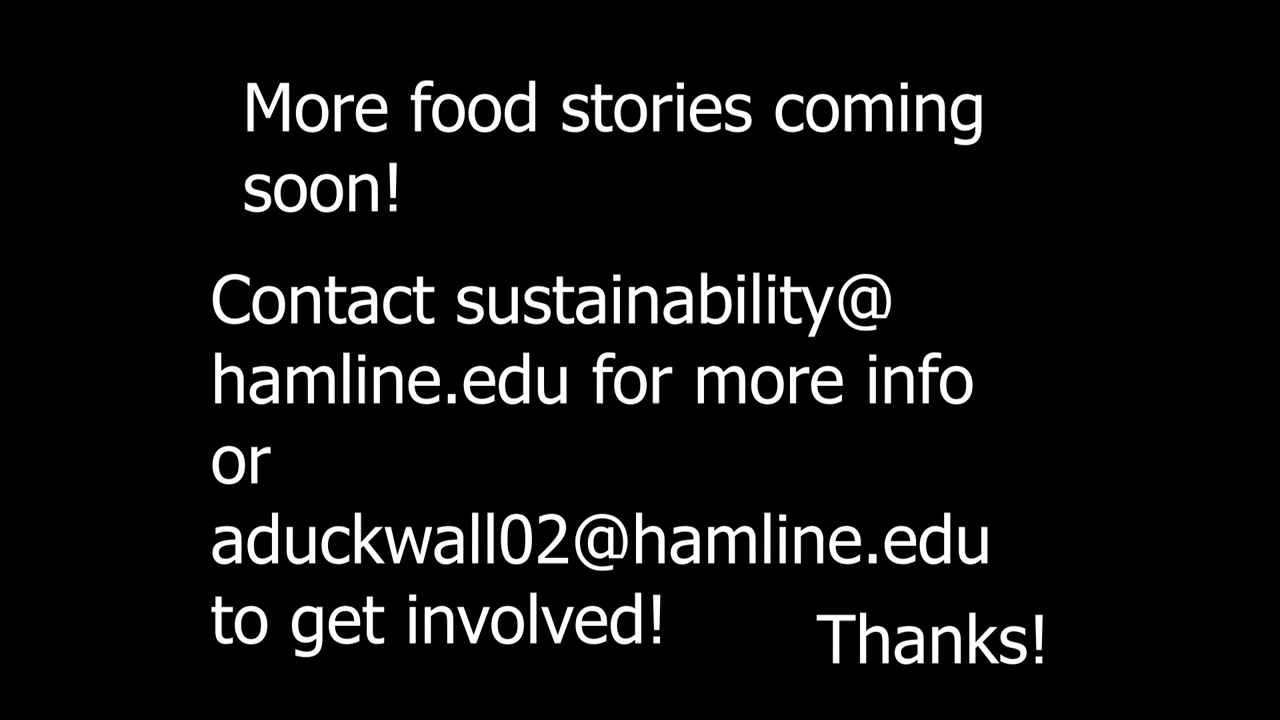 More food stories coming
soon!
Contact sustainability@
hamline.edu for more info
or
aduckwall02@hamline.edu
to get involved!
Thanks!